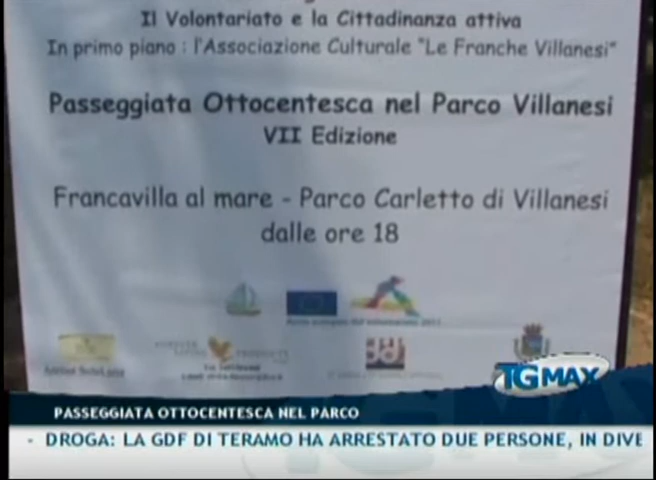 Il Volontariato e la Cittadinanza attiva
In primo piano : l'Associazione Culturale "Le Franche Villanesi"
Passeggiata Ottocentesca nel Parco Villanesi
VII Edizione
Francavilla al mare - Parco Carletto di Villanesi
dalle ore 18
TGMAX
PASSEGGIATA OTTOCENTESCA NEL PARCO
- DROGA: LA GDF DI TERAMO HA ARRESTATO DUE PERSONE, IN DIVE